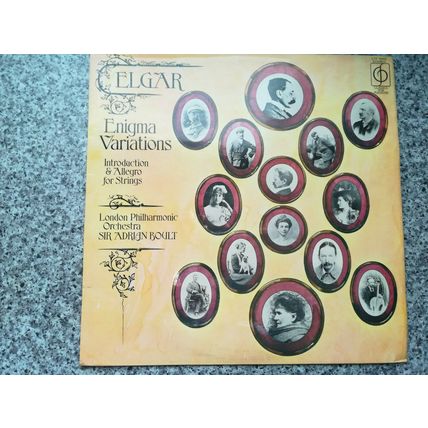 ELGAR
Enigma
Variations
Introduction
& Allegro
for Strings
London Philharmonic
Orchestra
SIR ADRIAN BOULT